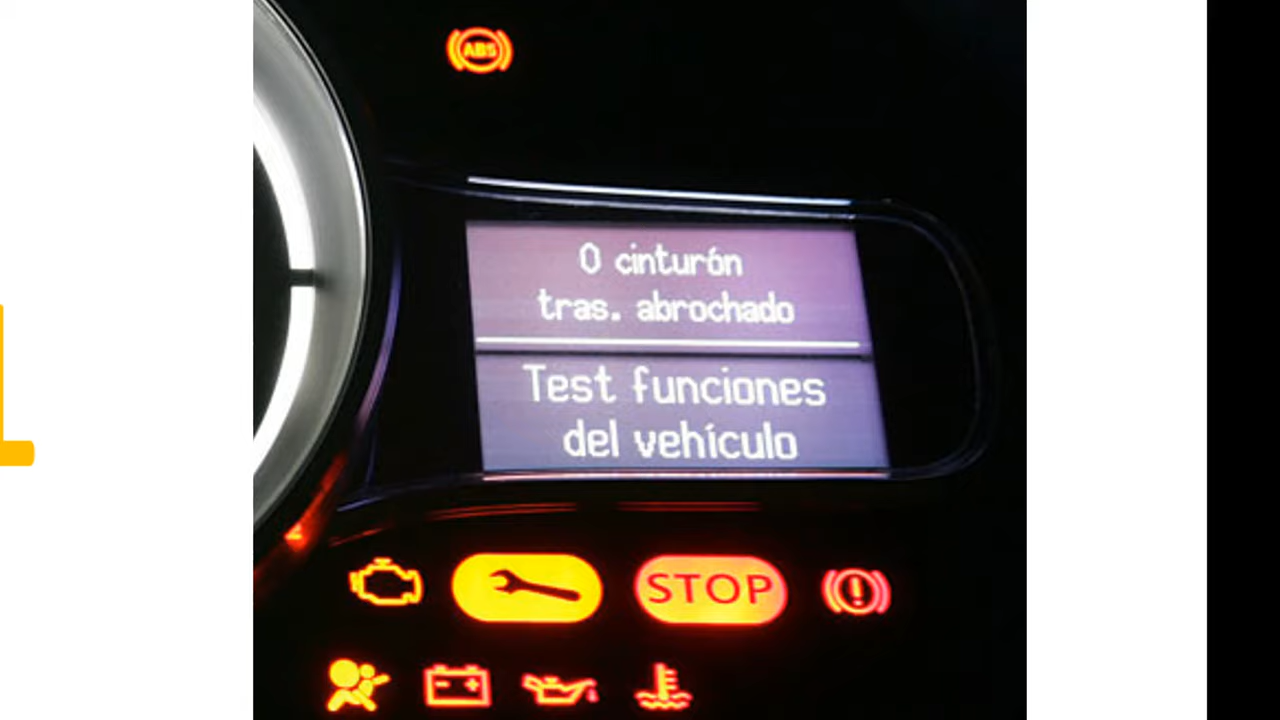 ABS
0 cinturón
tras. abrochado
Test funciones
del vehículo
STOP